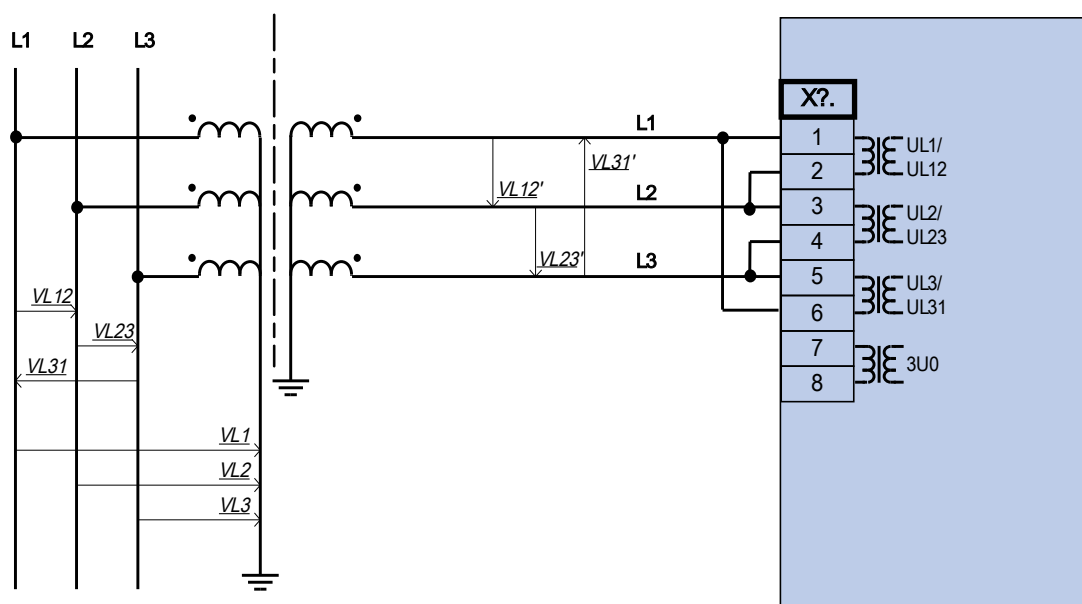 L1 L2 L3
X?.
L1
1
UL1/
VL31'
2
UL12
VL12'
L2
3
UL2/
4
UL23
VL23'
L3
5
UL3/
VL12
6
UL31
VL23
7
VL31
3U0
8
VL1
VL2
VL3